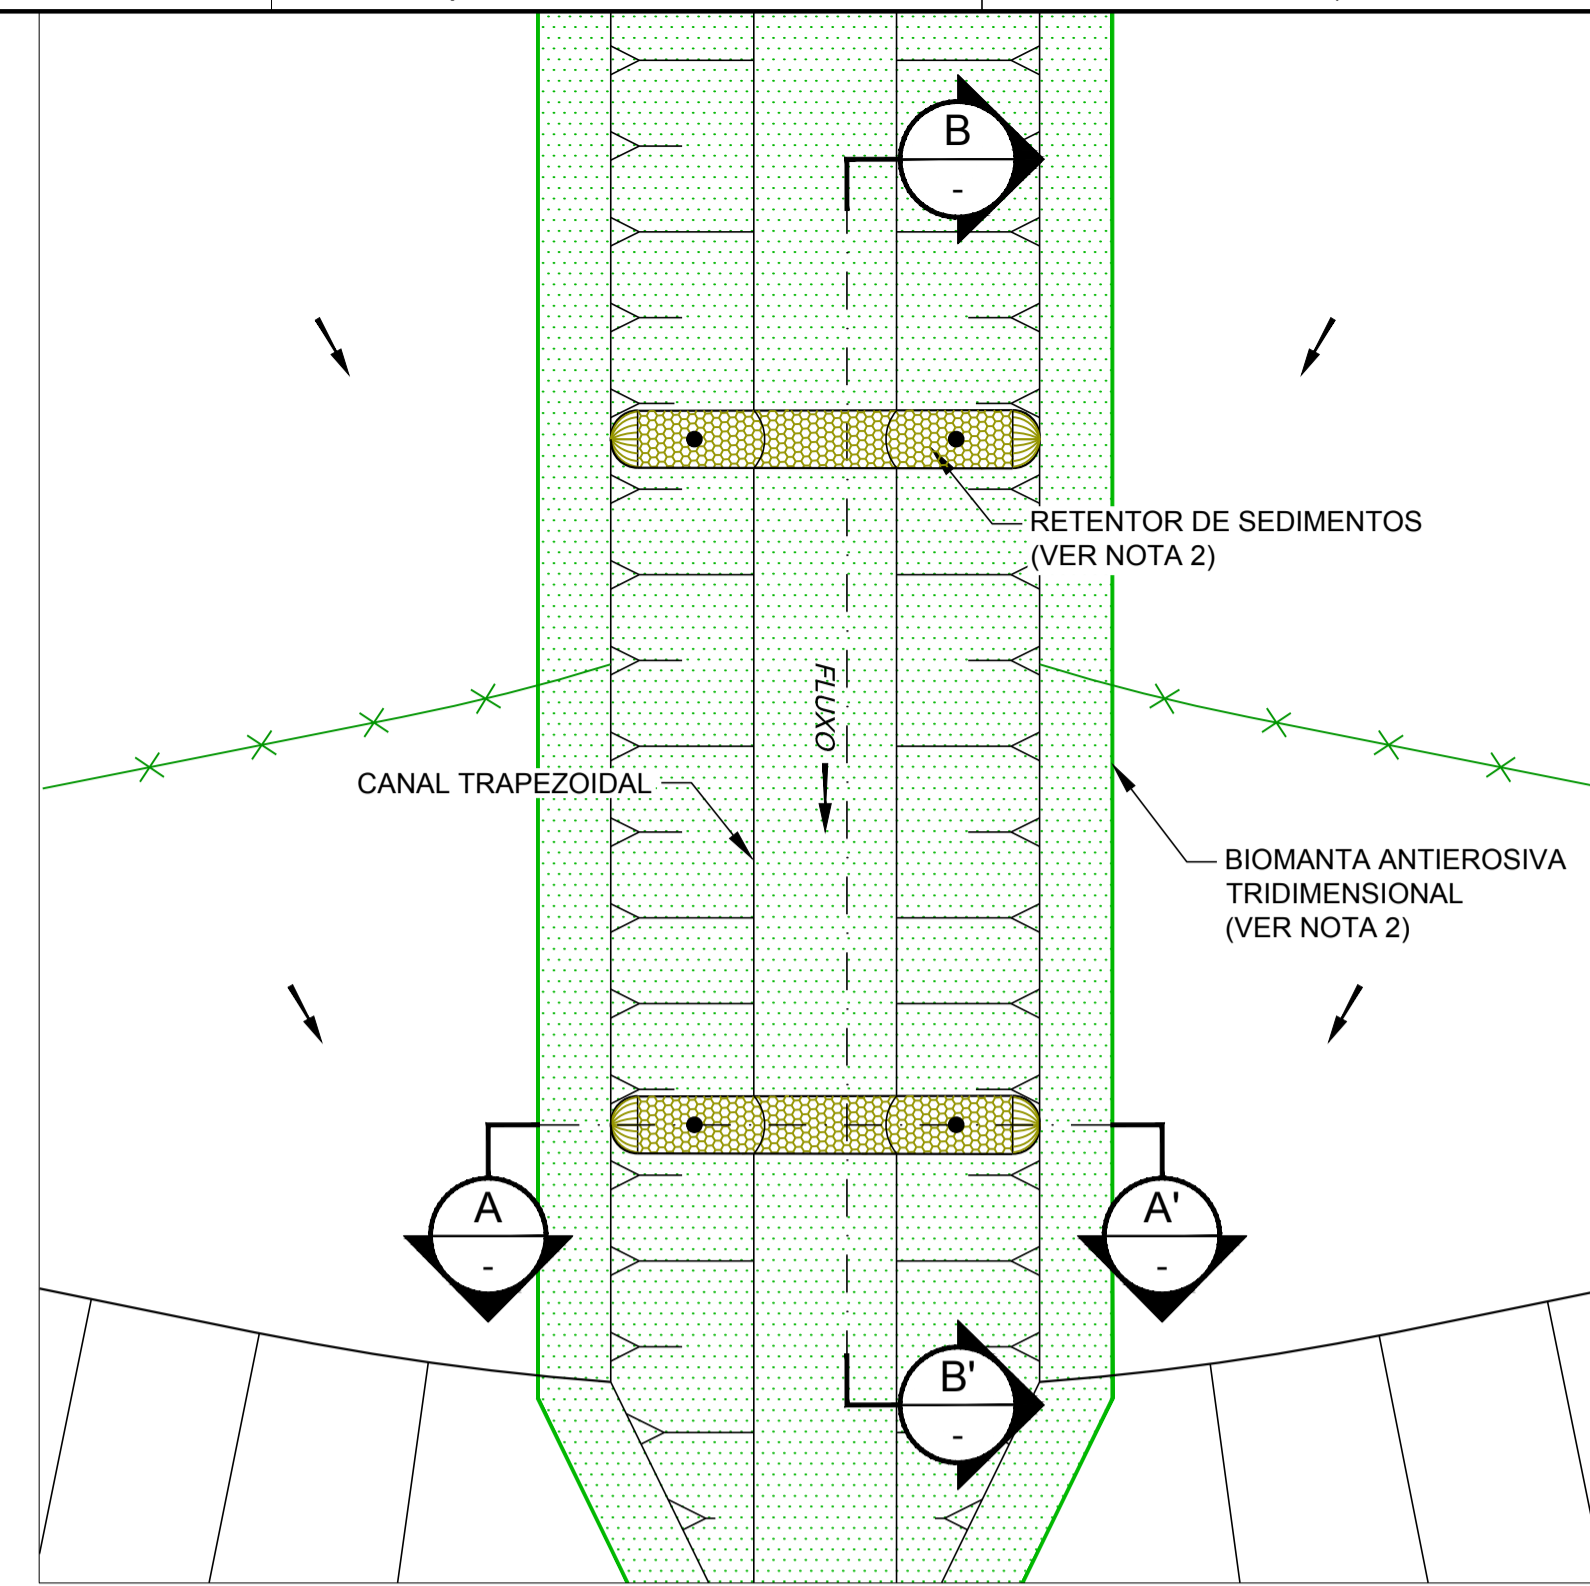 B
-
RETENTOR DE SEDIMENTOS
(VER NOTA 2)
FLUXO
CANAL TRAPEZOIDAL
BIOMANTA ANTIEROSIVA
TRIDIMENSIONAL
(VER NOTA 2)
A
-
A'
-
B'
-